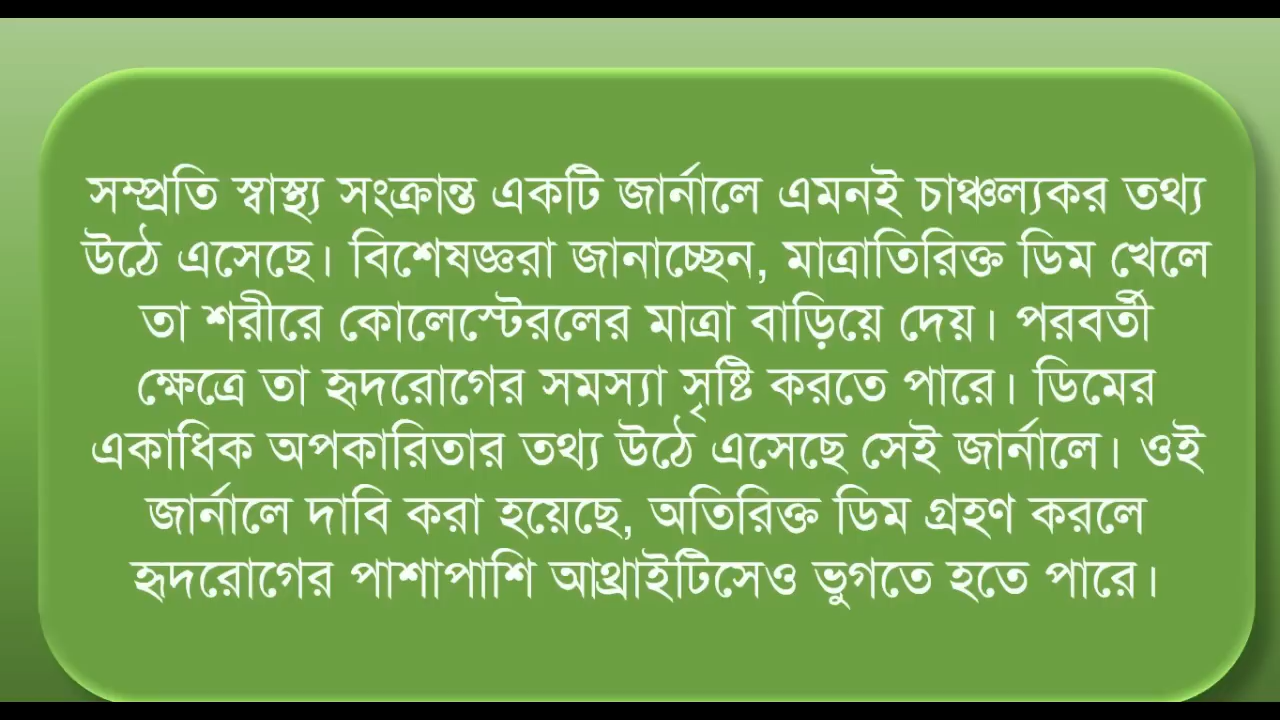 সম্প্রতি স্বাস্থ্য সংক্রান্ত একটি জার্নালে এমনই চাঞ্চল্যকর তথ্য
উঠে এসেছে। বিশেষজ্ঞরা জানাচ্ছেন, মাত্রাতিরিক্ত ডিম খেলে
তা শরীরে কোলেস্টেরলের মাত্রা বাড়িয়ে দেয়। পরবর্তী
ক্ষেত্রে তা হৃদরোগের সমস্যা সৃষ্টি করতে পারে। ডিমের
একাধিক অপকারিতার তথ্য উঠে এসেছে সেই জার্নালে। ওই
জার্নালে দাবি করা হয়েছে, অতিরিক্ত ডিম গ্রহণ করলে
হৃদরোগের পাশাপাশি আথ্রাইটিসেও ভুগতে হতে পারে।